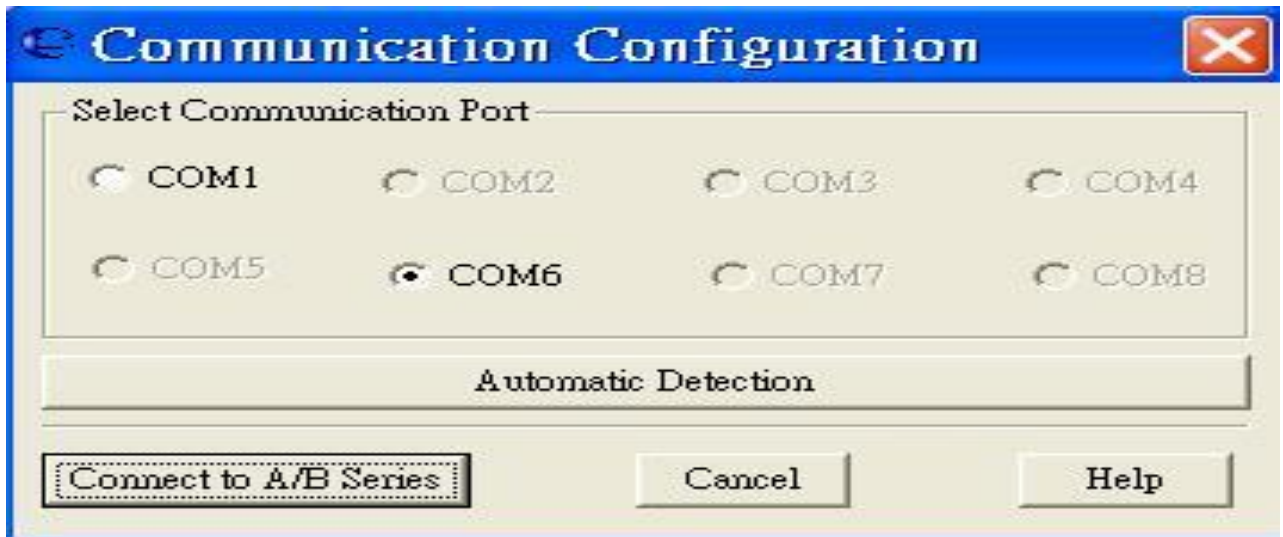 Communication Configuration
Select Communication Port
COM1 COM2 COM3 COM4
COM5 COM6 COM7 COM8
Automatic Detection
Connect to A/B Series Cancel Help